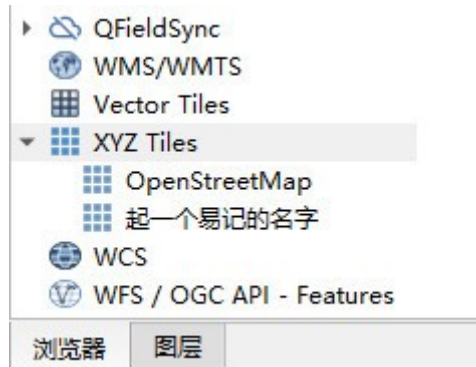 QFieldSync
WMS/WMTS
Vector Tiles
XYZ Tiles
OpenStreetMap
起一个易记的名字
WCS
WFS / OGC API - Features
浏览器 图层